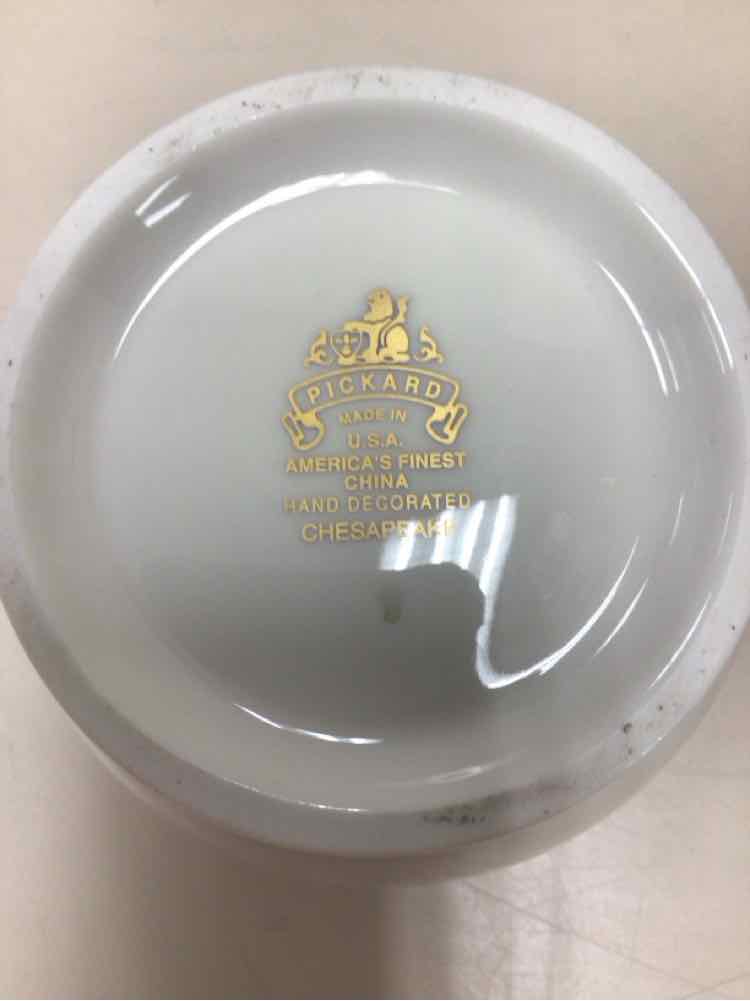 PICKARD
MADE IN
U.S.A.
AMERICA'S FINEST
CHINA
HAND DECORATED
CHESAPEAKE